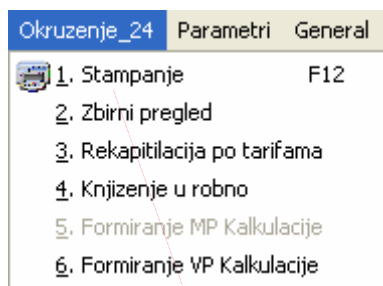 Okruzenje_24 Parametri General
1. Stampanje F12
2. Zbirni pregled
3. Rekapitilacija po tarifama
4. Knjizenje u robno
5. Formiranje MP Kalkulacije
6. Formiranje VP Kalkulacije